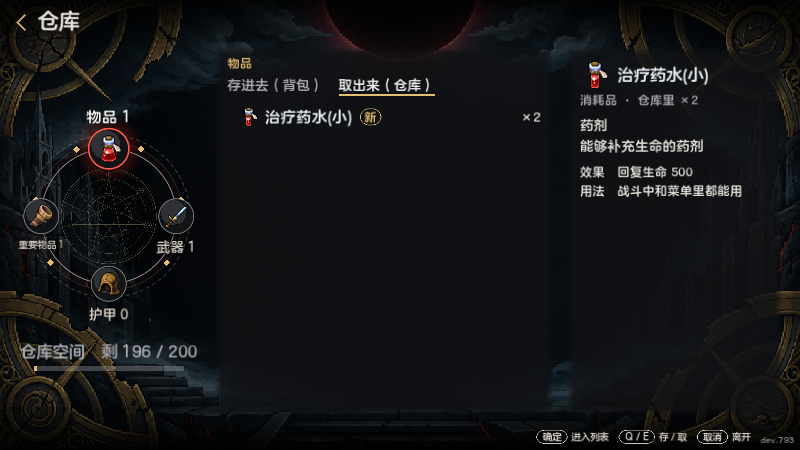 仓库
物品 1
重要物品 1
武器 1
护甲 0
仓库空间 剩 196 / 200
物品
存进去（背包） 取出来（仓库）
治疗药水(小) 新 ×2
治疗药水(小)
消耗品 · 仓库里 ×2
药剂
能够补充生命的药剂
效果 回复生命 500
用法 战斗中和菜单里都能用
确定 进入列表 Q / E 存 / 取 取消 离开
dev.793